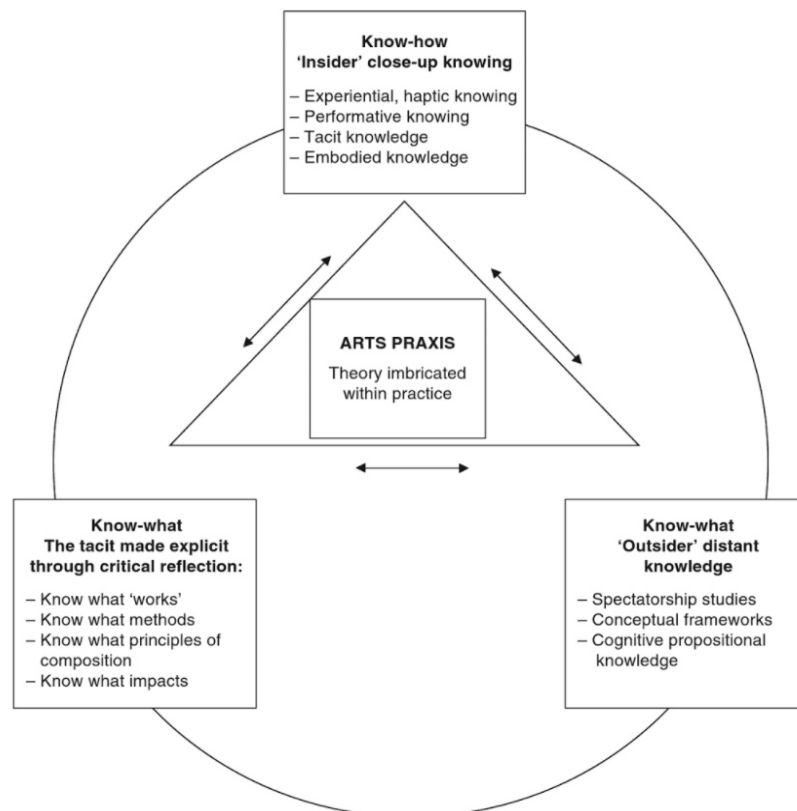 Know-how
‘Insider’ close-up knowing
– Experiential, haptic knowing
– Performative knowing
– Tacit knowledge
– Embodied knowledge
ARTS PRAXIS
Theory imbricated
within practice
Know-what
The tacit made explicit
through critical reflection:
– Know what ‘works’
– Know what methods
– Know what principles of
composition
– Know what impacts
Know-what
‘Outsider’ distant
knowledge
– Spectatorship studies
– Conceptual frameworks
– Cognitive propositional
knowledge